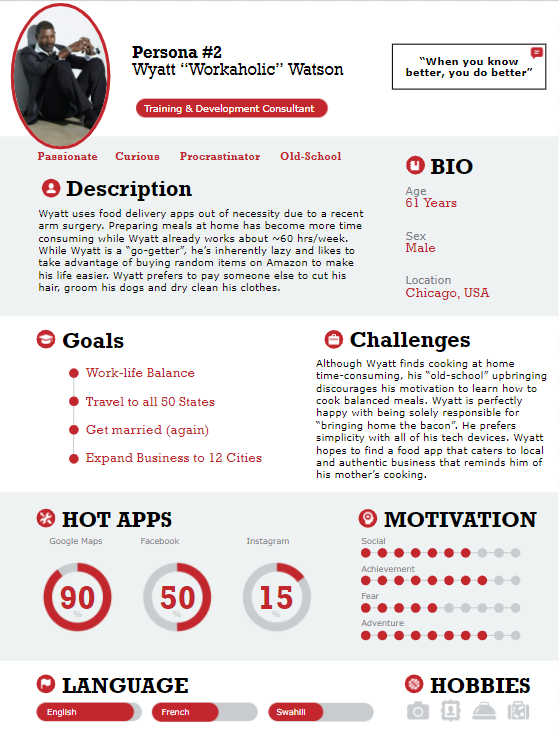 Persona #2
Wyatt “Workaholic” Watson
Training & Development Consultant
“When you know
better, you do better”
Passionate Curious Procrastinator Old-School
Description
Wyatt uses food delivery apps out of necessity due to a recent
arm surgery. Preparing meals at home has become more time
consuming while Wyatt already works about ~60 hrs/week.
While Wyatt is a “go-getter”, he’s inherently lazy and likes to
take advantage of buying random items on Amazon to make
his life easier. Wyatt prefers to pay someone else to cut his
hair, groom his dogs and dry clean his clothes.
BIO
Age
61 Years
Sex
Male
Location
Chicago, USA
Goals
Work-life Balance
Travel to all 50 States
Get married (again)
Expand Business to 12 Cities
Challenges
Although Wyatt finds cooking at home
time-consuming, his “old-school” upbringing
discourages his motivation to learn how to
cook balanced meals. Wyatt is perfectly
happy with being solely responsible for
“bringing home the bacon”. He prefers
simplicity with all of his tech devices. Wyatt
hopes to find a food app that caters to local
and authentic business that reminds him of
his mother’s cooking.
HOT APPS
Google Maps Facebook Instagram
90 50 15
% % %
MOTIVATION
Social
Achievement
Fear
Adventure
LANGUAGE
English French Swahili
HOBBIES